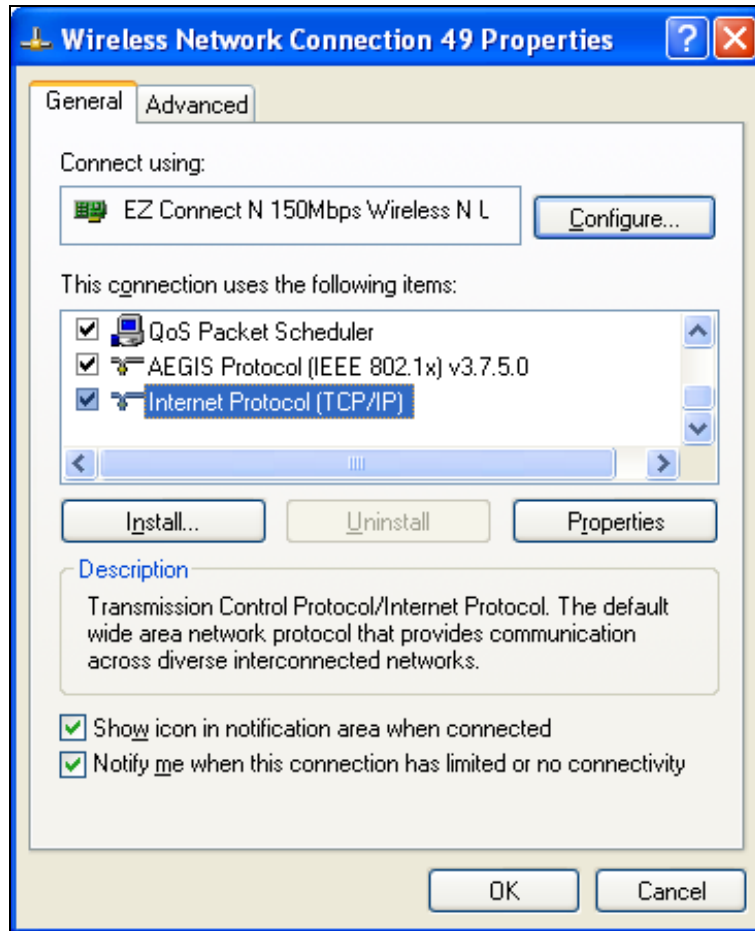 Wireless Network Connection 49 Properties
General
Advanced
Connect using:
EZ Connect N 150Mbps Wireless N U
Configure...
This connection uses the following items:
QoS Packet Scheduler
AEGIS Protocol (IEEE 802.1x) v3.7.5.0
Internet Protocol (TCP/IP)
Install...
Uninstall
Properties
Description
Transmission Control Protocol/Internet Protocol. The default
wide area network protocol that provides communication
across diverse interconnected networks.
Show icon in notification area when connected
Notify me when this connection has limited or no connectivity
OK
Cancel